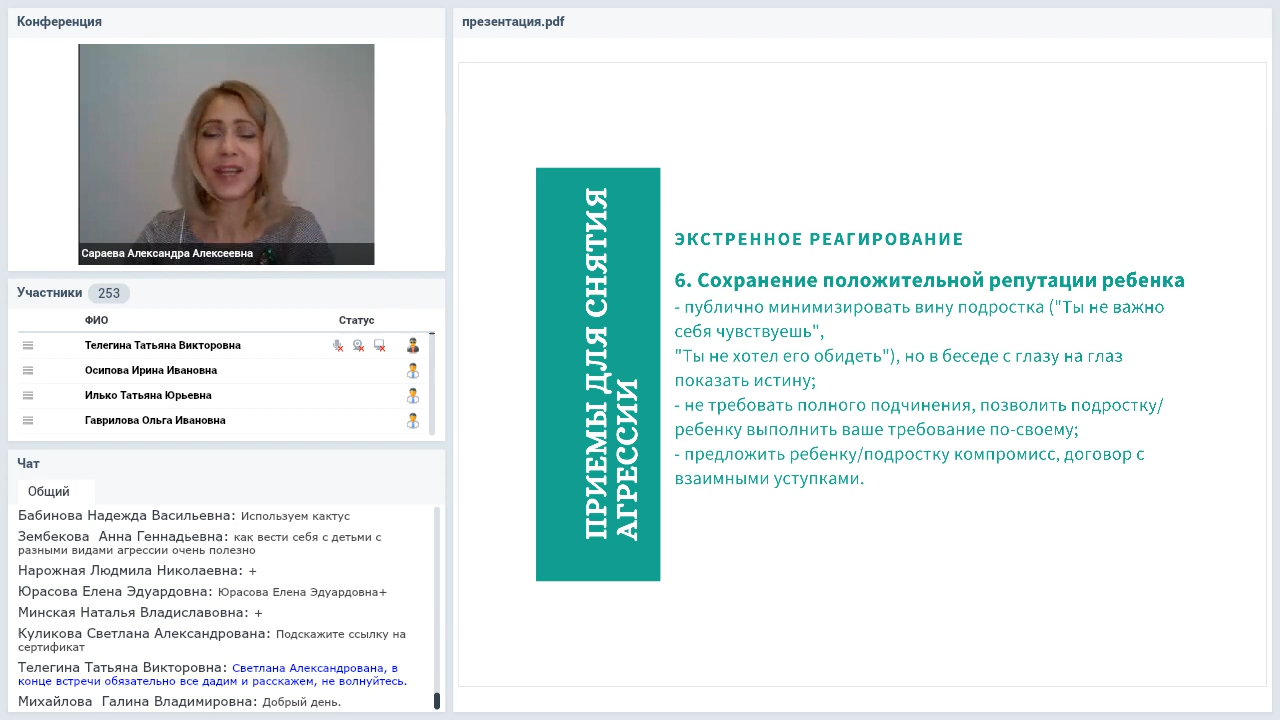 Конференция
Сараева Александра Алексеевна
Участники 253
ФИО Статус
Телегина Татьяна Викторовна
Осипова Ирина Ивановна
Илько Татьяна Юрьевна
Гаврилова Ольга Ивановна
Чат
Общий
Бабинова Надежда Васильевна: Используем кактус
Зембекова Анна Геннадьевна: как вести себя с детьми с
разными видами агрессии очень полезно
Нарожная Людмила Николаевна: +
Юрасова Елена Эдуардовна: Юрасова Елена Эдуардовна+
Минская Наталья Владиславовна: +
Куликова Светлана Александрована: Подскажите ссылку на
сертификат
Телегина Татьяна Викторовна: Светлана Александрована, в
конце встречи обязательно все дадим и расскажем, не волнуйтесь.
Михайлова Галина Владимировна: Добрый день.
презентация.pdf
ПРИЕМЫ ДЛЯ СНЯТИЯ
АГРЕССИИ
ЭКСТРЕННОЕ РЕАГИРОВАНИЕ
6. Сохранение положительной репутации ребенка
- публично минимизировать вину подростка ("Ты не важно
себя чувствуешь",
"Ты не хотел его обидеть"), но в беседе с глазу на глаз
показать истину;
- не требовать полного подчинения, позволить подростку/
ребенку выполнить ваше требование по-своему;
- предложить ребенку/подростку компромисс, договор с
взаимными уступками.